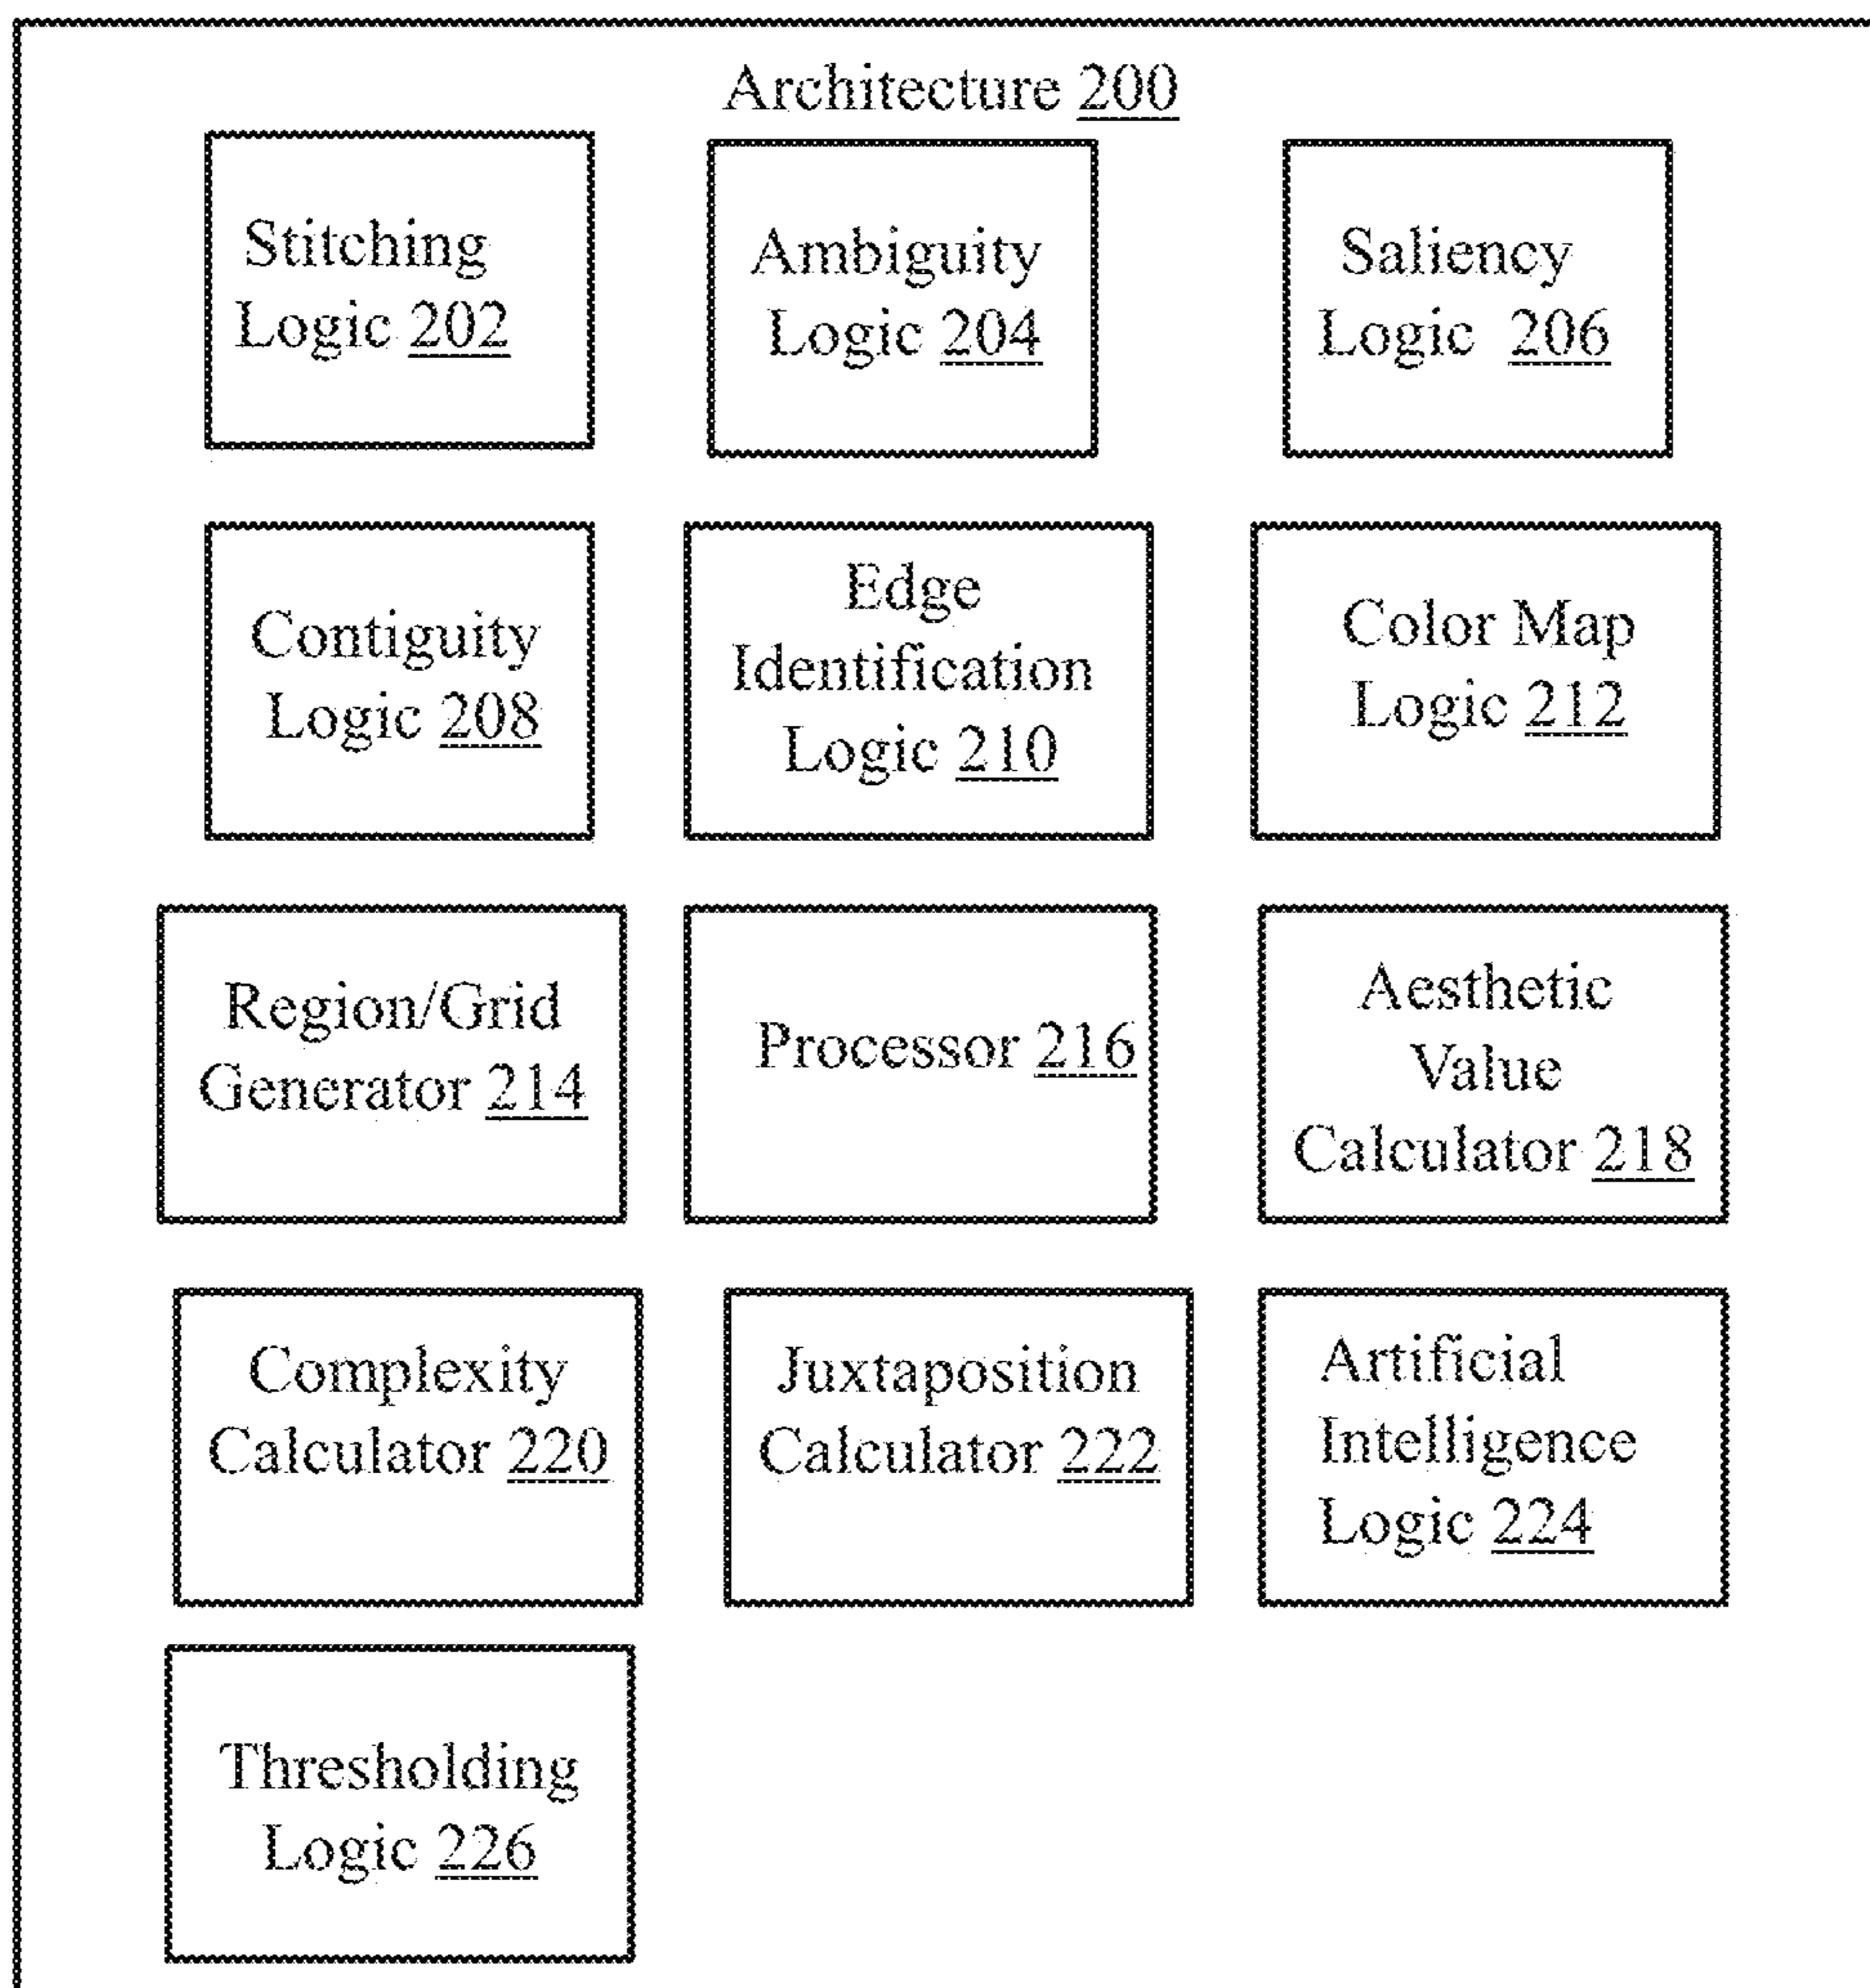 Architecture 200
Stitching
Logic 202
Ambiguity
Logic 204
Saliency
Logic 206
Contiguity
Logic 208
Edge
Identification
Logic 210
Color Map
Logic 212
Region/Grid
Generator 214
Processor 216
Aesthetic
Value
Calculator 218
Complexity
Calculator 220
Juxtaposition
Calculator 222
Artificial
Intelligence
Logic 224
Thresholding
Logic 226